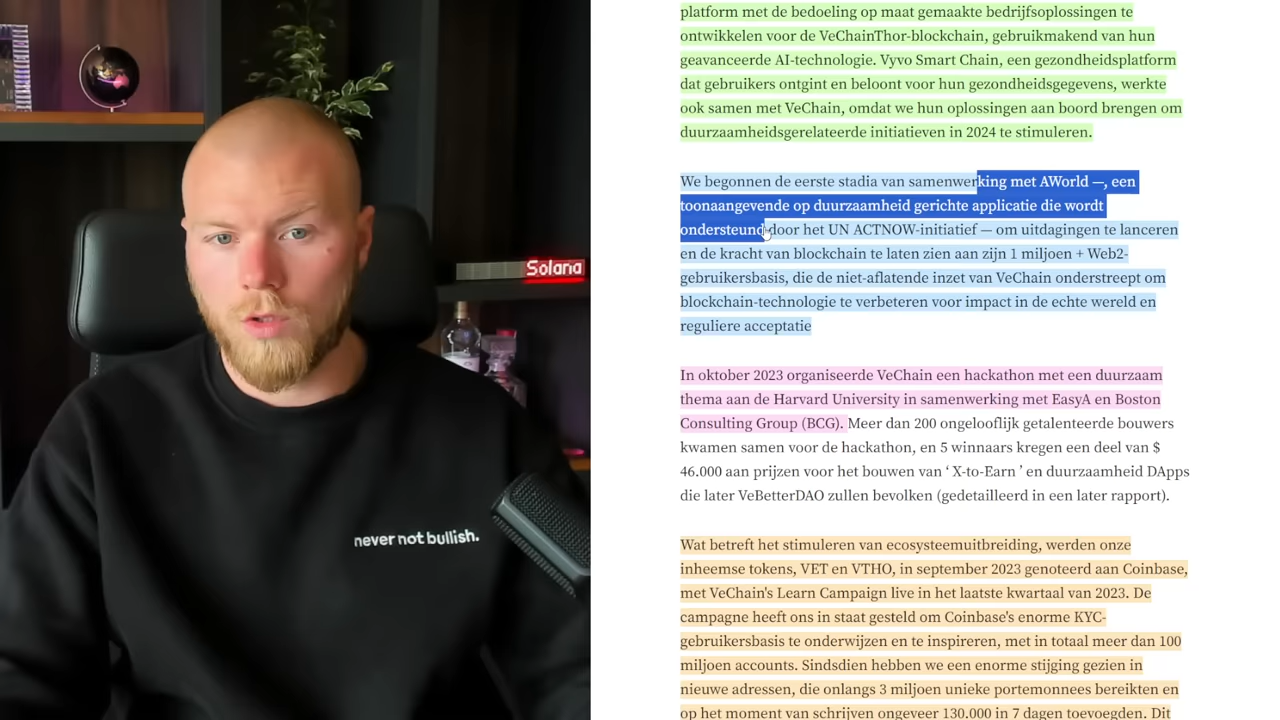 Solana
never not bullish.
platform met de bedoeling op maat gemaakte bedrijfsoplossingen te
ontwikkelen voor de VeChainThor-blockchain, gebruikmakend van hun
geavanceerde AI-technologie. Vyvo Smart Chain, een gezondheidsplatform
dat gebruikers ontgint en beloont voor hun gezondheidsgegevens, werkte
ook samen met VeChain, omdat we hun oplossingen aan boord brengen om
duurzaamheidsgerelateerde initiatieven in 2024 te stimuleren.
We begonnen de eerste stadia van samenwerking met AWorld —, een
toonaangevende op duurzaamheid gerichte applicatie die wordt
ondersteund door het UN ACTNOW-initiatief — om uitdagingen te lanceren
en de kracht van blockchain te laten zien aan zijn 1 miljoen + Web2-
gebruikersbasis, die de niet-aflatende inzet van VeChain onderstreept om
blockchain-technologie te verbeteren voor impact in de echte wereld en
reguliere acceptatie
In oktober 2023 organiseerde VeChain een hackathon met een duurzaam
thema aan de Harvard University in samenwerking met EasyA en Boston
Consulting Group (BCG). Meer dan 200 ongelooflijk getalenteerde bouwers
kwamen samen voor de hackathon, en 5 winnaars kregen een deel van $
46.000 aan prijzen voor het bouwen van ‘ X-to-Earn ’ en duurzaamheid DApps
die later VeBetterDAO zullen bevolken (gedetailleerd in een later rapport).
Wat betreft het stimuleren van ecosysteemuitbreiding, werden onze
inheemse tokens, VET en VTHO, in september 2023 genoteerd aan Coinbase,
met VeChain's Learn Campaign live in het laatste kwartaal van 2023. De
campagne heeft ons in staat gesteld om Coinbase's enorme KYC-
gebruikersbasis te onderwijzen en te inspireren, met in totaal meer dan 100
miljoen accounts. Sindsdien hebben we een enorme stijging gezien in
nieuwe adressen, die onlangs 3 miljoen unieke portemonnees bereikten en
op het moment van schrijven ongeveer 130.000 in 7 dagen toevoegden. Dit